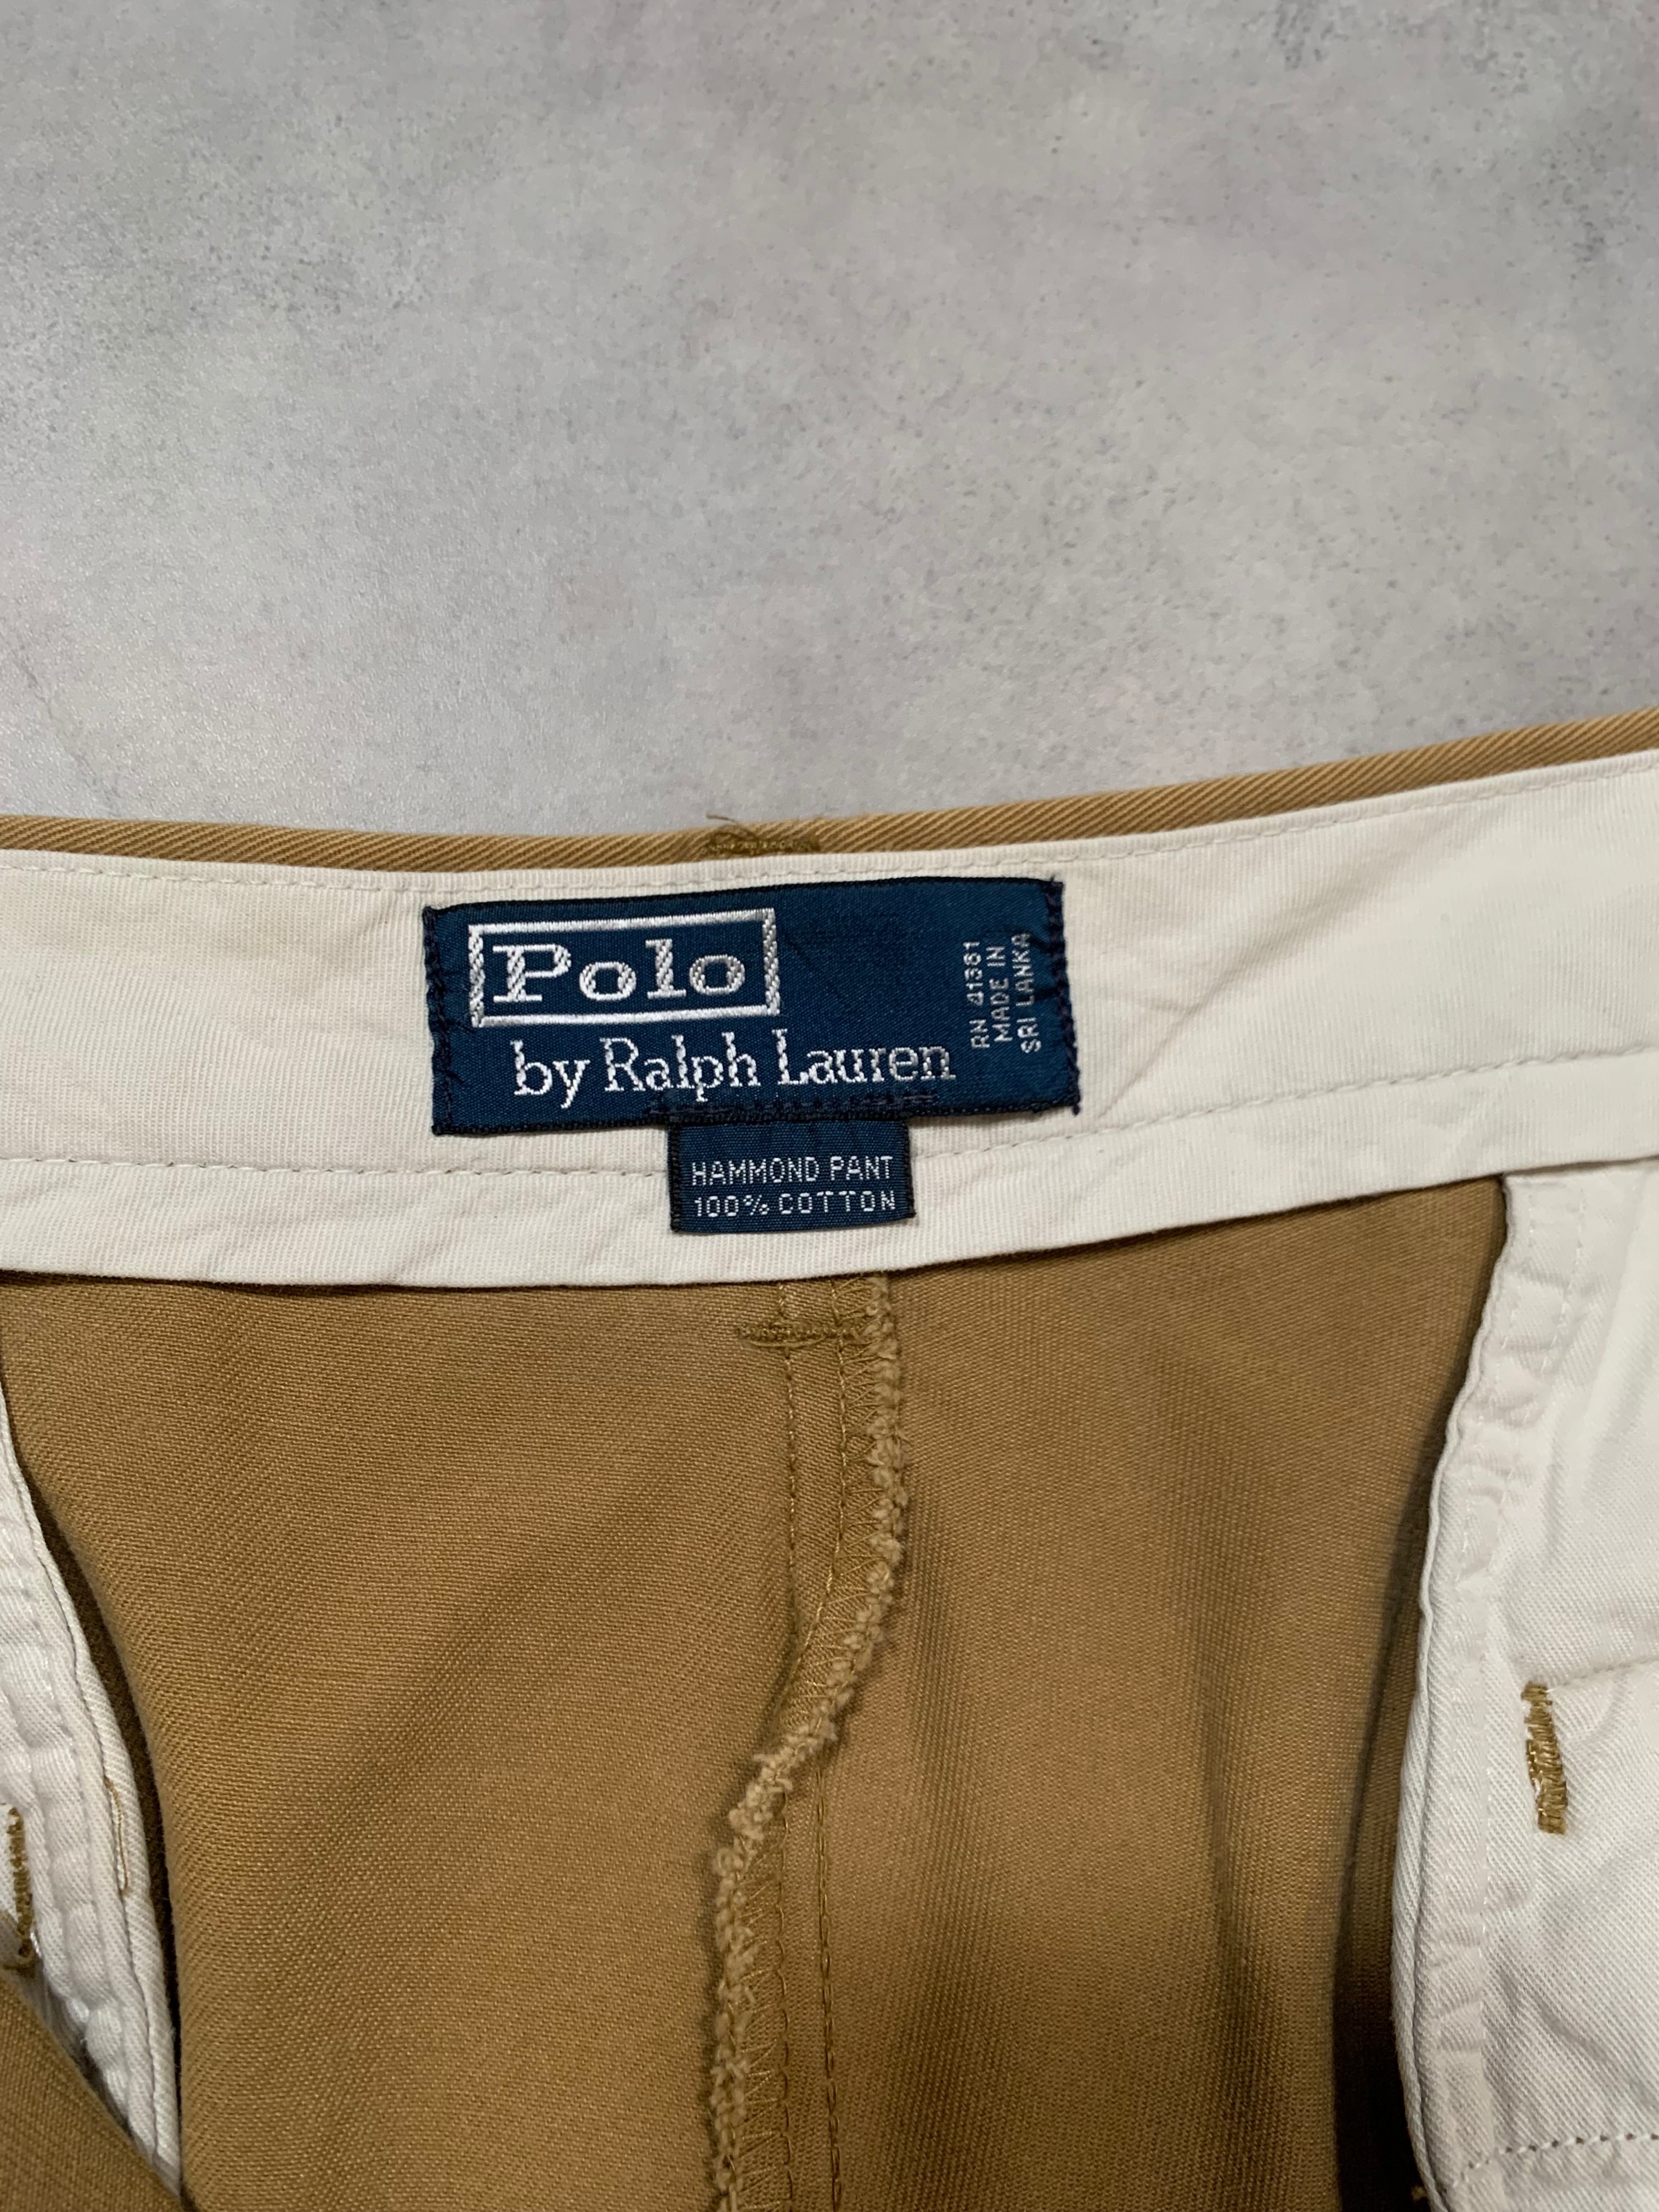 Polo
by Ralph Lauren
RN 41381
MADE IN
SRI LANKA
HAMMOND PANT
100% COTTON